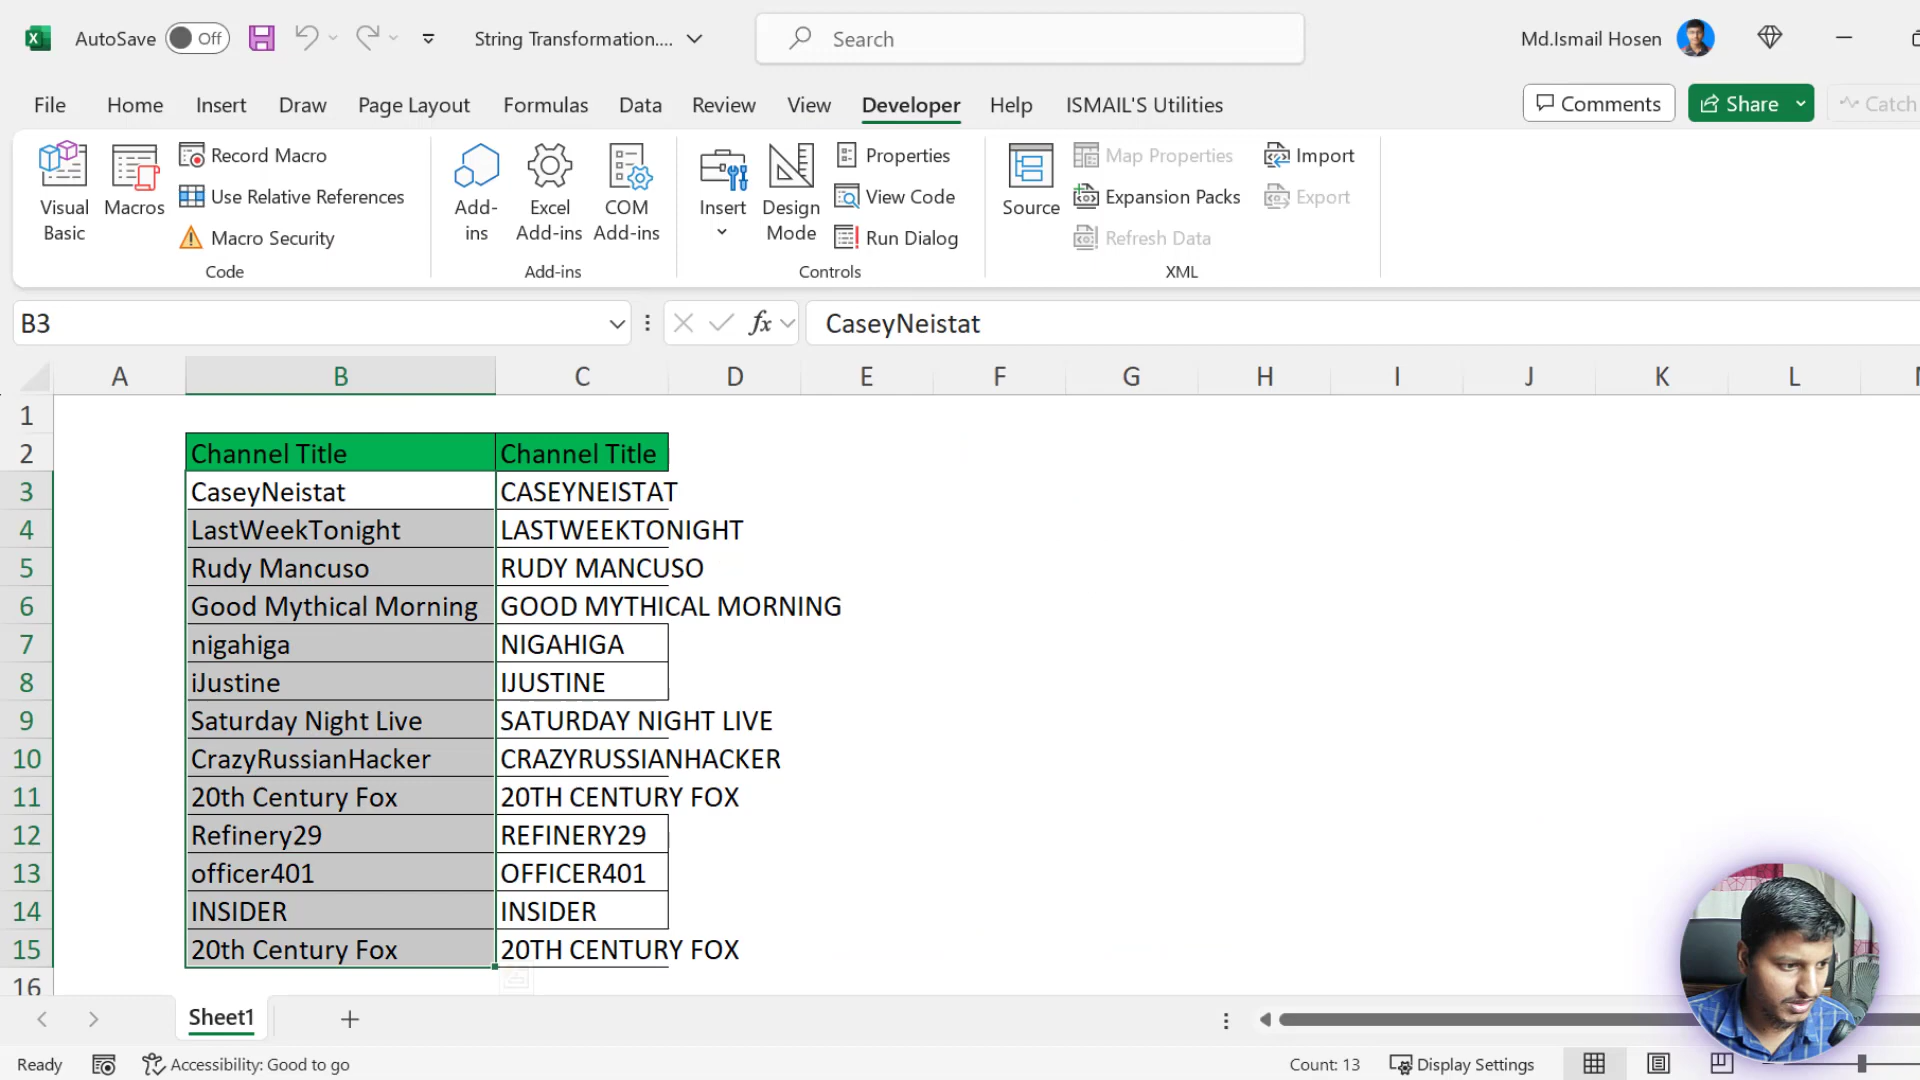 AutoSave Off String Transformation.... Search Md.Ismail Hosen
File Home Insert Draw Page Layout Formulas Data Review View Developer Help ISMAIL'S Utilities Comments Share Catch
Visual Basic
Macros
Record Macro
Use Relative References
Macro Security
Code
Add-ins
Excel Add-ins
COM Add-ins
Add-ins
Insert
Design Mode
Properties
View Code
Run Dialog
Controls
Source
Map Properties
Expansion Packs
Refresh Data
Import
Export
XML
B3 fx CaseyNeistat
A B C D E F G H I J K L
1
2 Channel Title Channel Title
3 CaseyNeistat CASEYNEISTAT
4 LastWeekTonight LASTWEEKTONIGHT
5 Rudy Mancuso RUDY MANCUSO
6 Good Mythical Morning GOOD MYTHICAL MORNING
7 nigahiga NIGAHIGA
8 iJustine IJUSTINE
9 Saturday Night Live SATURDAY NIGHT LIVE
10 CrazyRussianHacker CRAZYRUSSIANHACKER
11 20th Century Fox 20TH CENTURY FOX
12 Refinery29 REFINERY29
13 officer401 OFFICER401
14 INSIDER INSIDER
15 20th Century Fox 20TH CENTURY FOX
16
Sheet1
Ready Accessibility: Good to go Count: 13 Display Settings